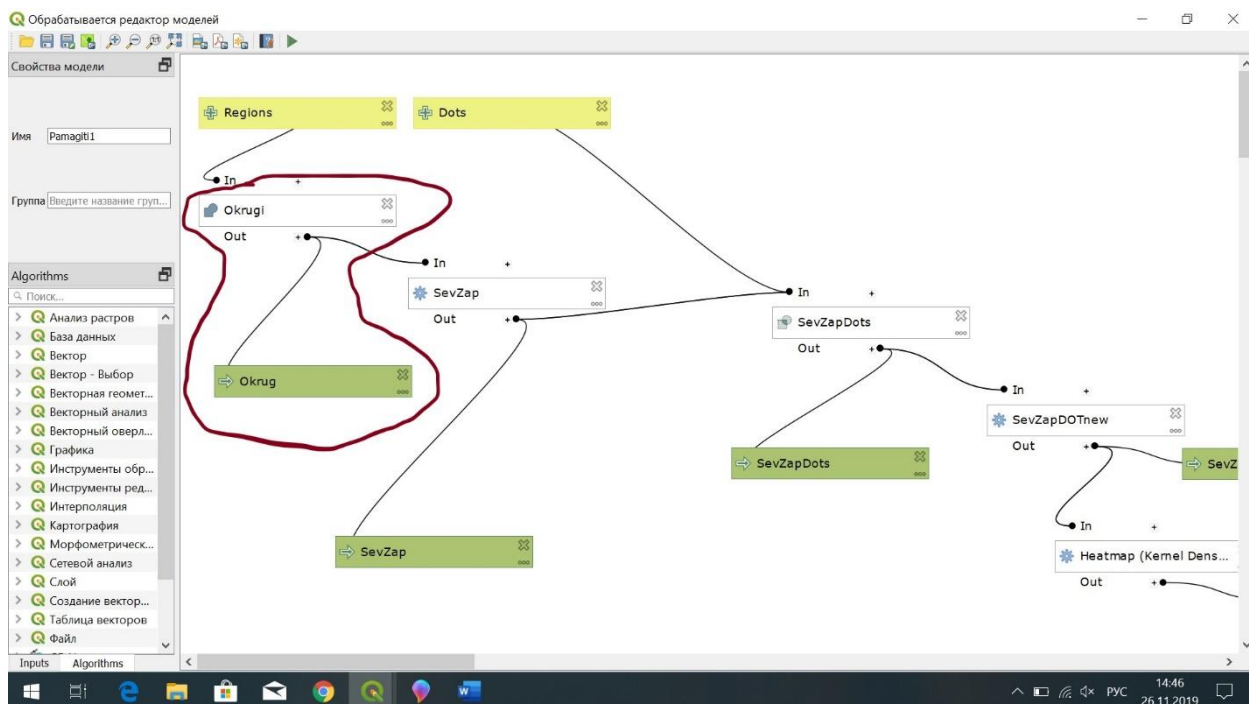 Обрабатывается редактор моделей
Свойства модели
Имя Pamagiti1
Группа Введите название груп...
Algorithms
Поиск...
Анализ растров
База данных
Вектор
Вектор - Выбор
Векторная геомет...
Векторный анализ
Векторный оверл...
Графика
Инструменты обр...
Инструменты ред...
Интерполяция
Картография
Морфометрическ...
Сетевой анализ
Слой
Создание вектор...
Таблица векторов
Файл
Inputs Algorithms
Regions
Dots
In
Okrugi
Out
In
SevZap
Out
In
SevZapDots
Out
Okrug
In
SevZapDOTnew
Out
SevZapDots
SevZ
In
SevZap
Heatmap (Kernel Dens...
Out
РУС
14:46
26.11.2019